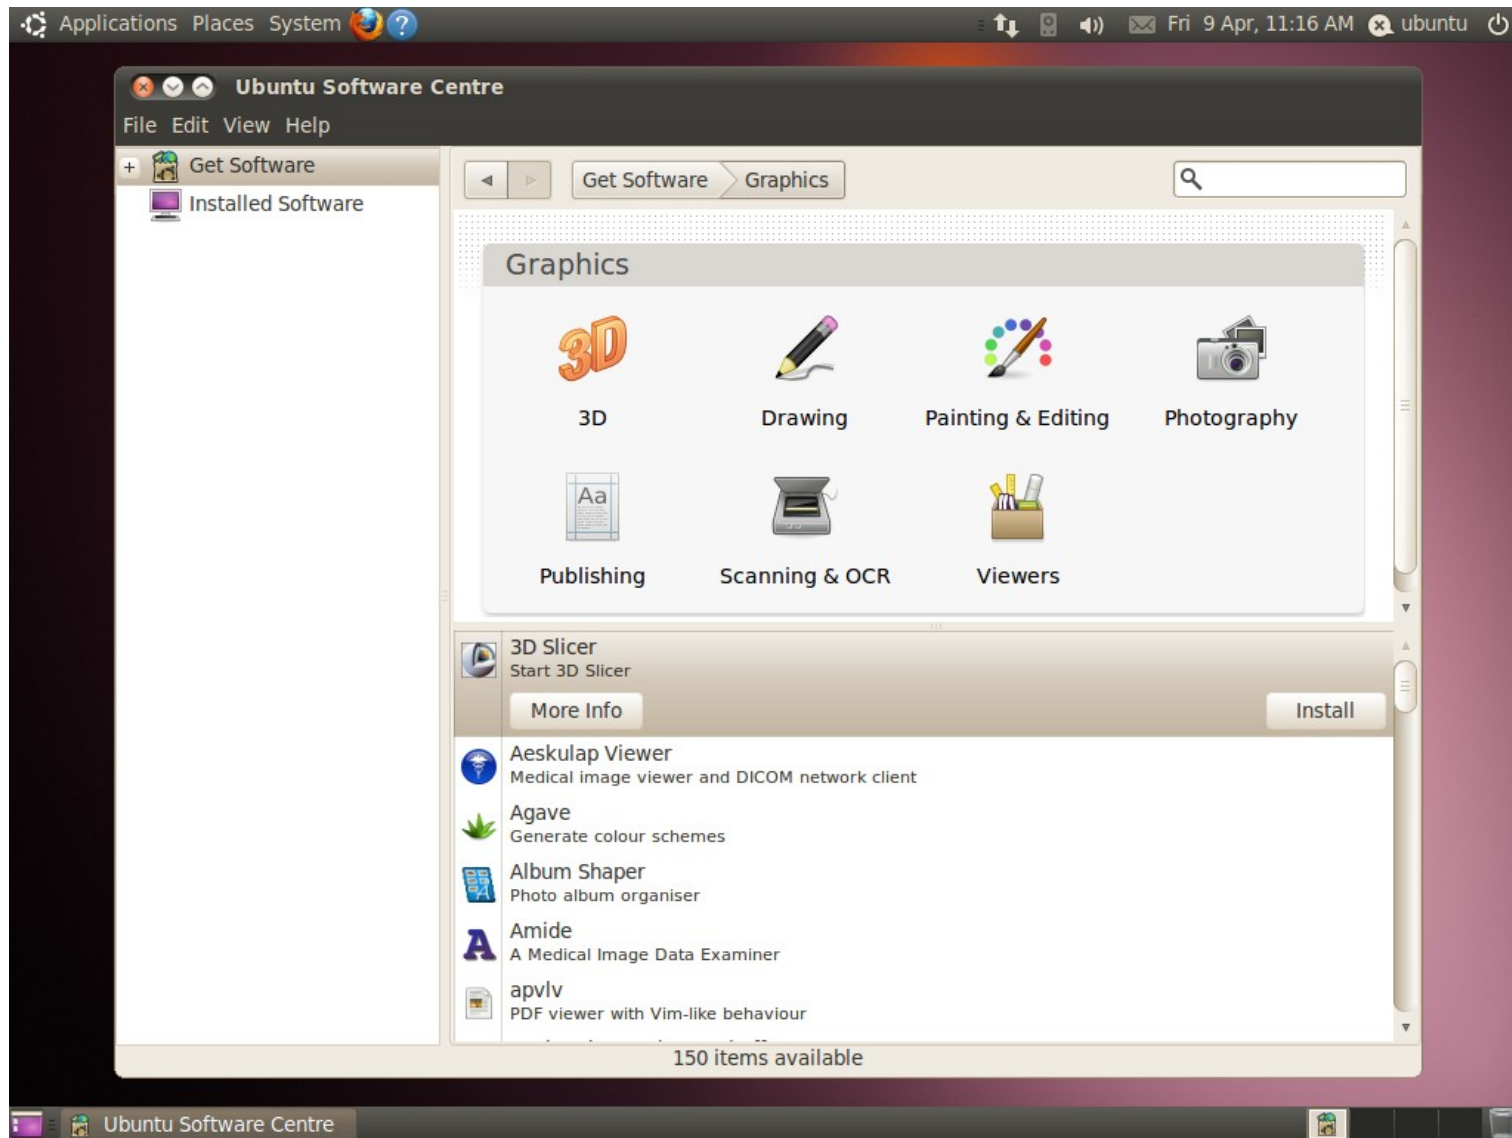 Applications Places System
Fri 9 Apr, 11:16 AM ubuntu
Ubuntu Software Centre
File Edit View Help
Get Software
Installed Software
Get Software Graphics
Graphics
3D Drawing Painting & Editing Photography
Aa
Publishing Scanning & OCR Viewers
3D Slicer
Start 3D Slicer
More Info Install
Aeskulap Viewer
Medical image viewer and DICOM network client
Agave
Generate colour schemes
Album Shaper
Photo album organiser
Amide
A Medical Image Data Examiner
apvlv
PDF viewer with Vim-like behaviour
150 items available
Ubuntu Software Centre